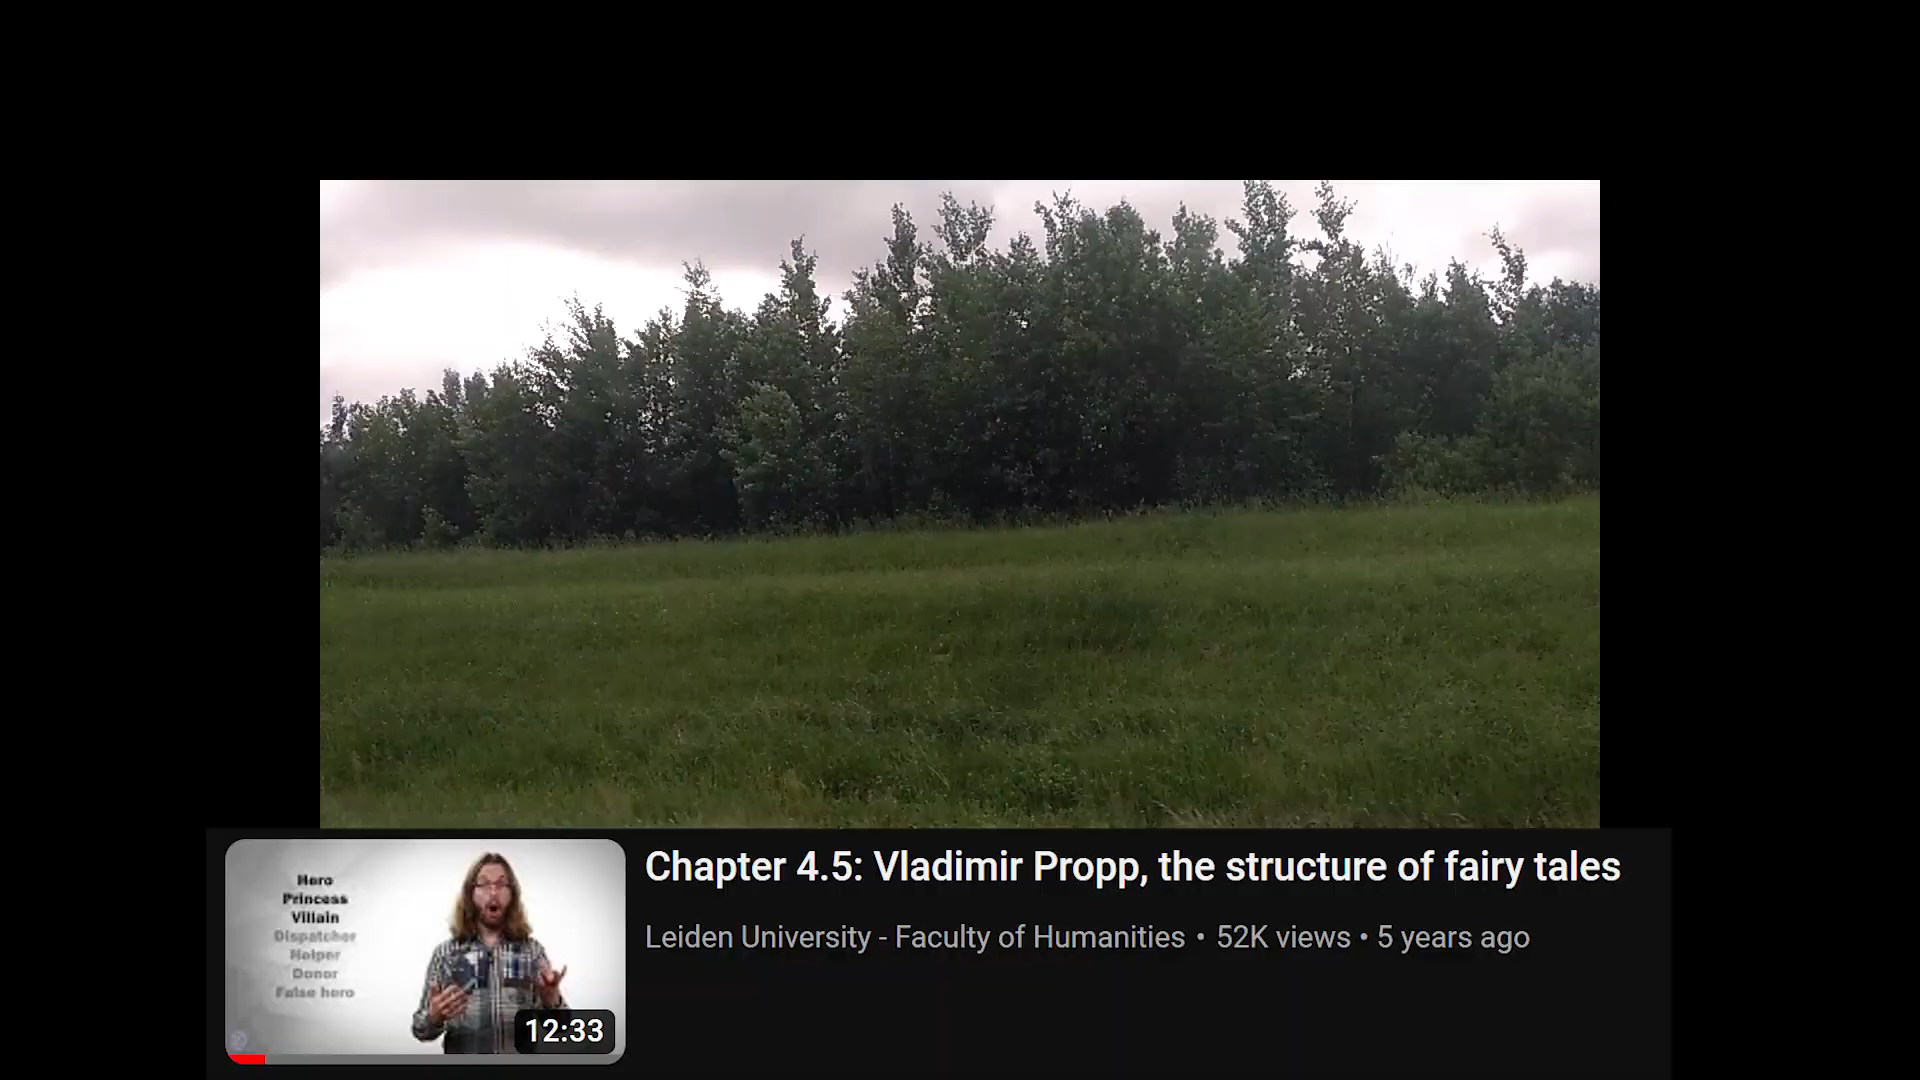 Hero
Princess
Villain
Dispatcher
Helper
Donor
False hero
12:33
Chapter 4.5: Vladimir Propp, the structure of fairy tales
Leiden University - Faculty of Humanities • 52K views • 5 years ago